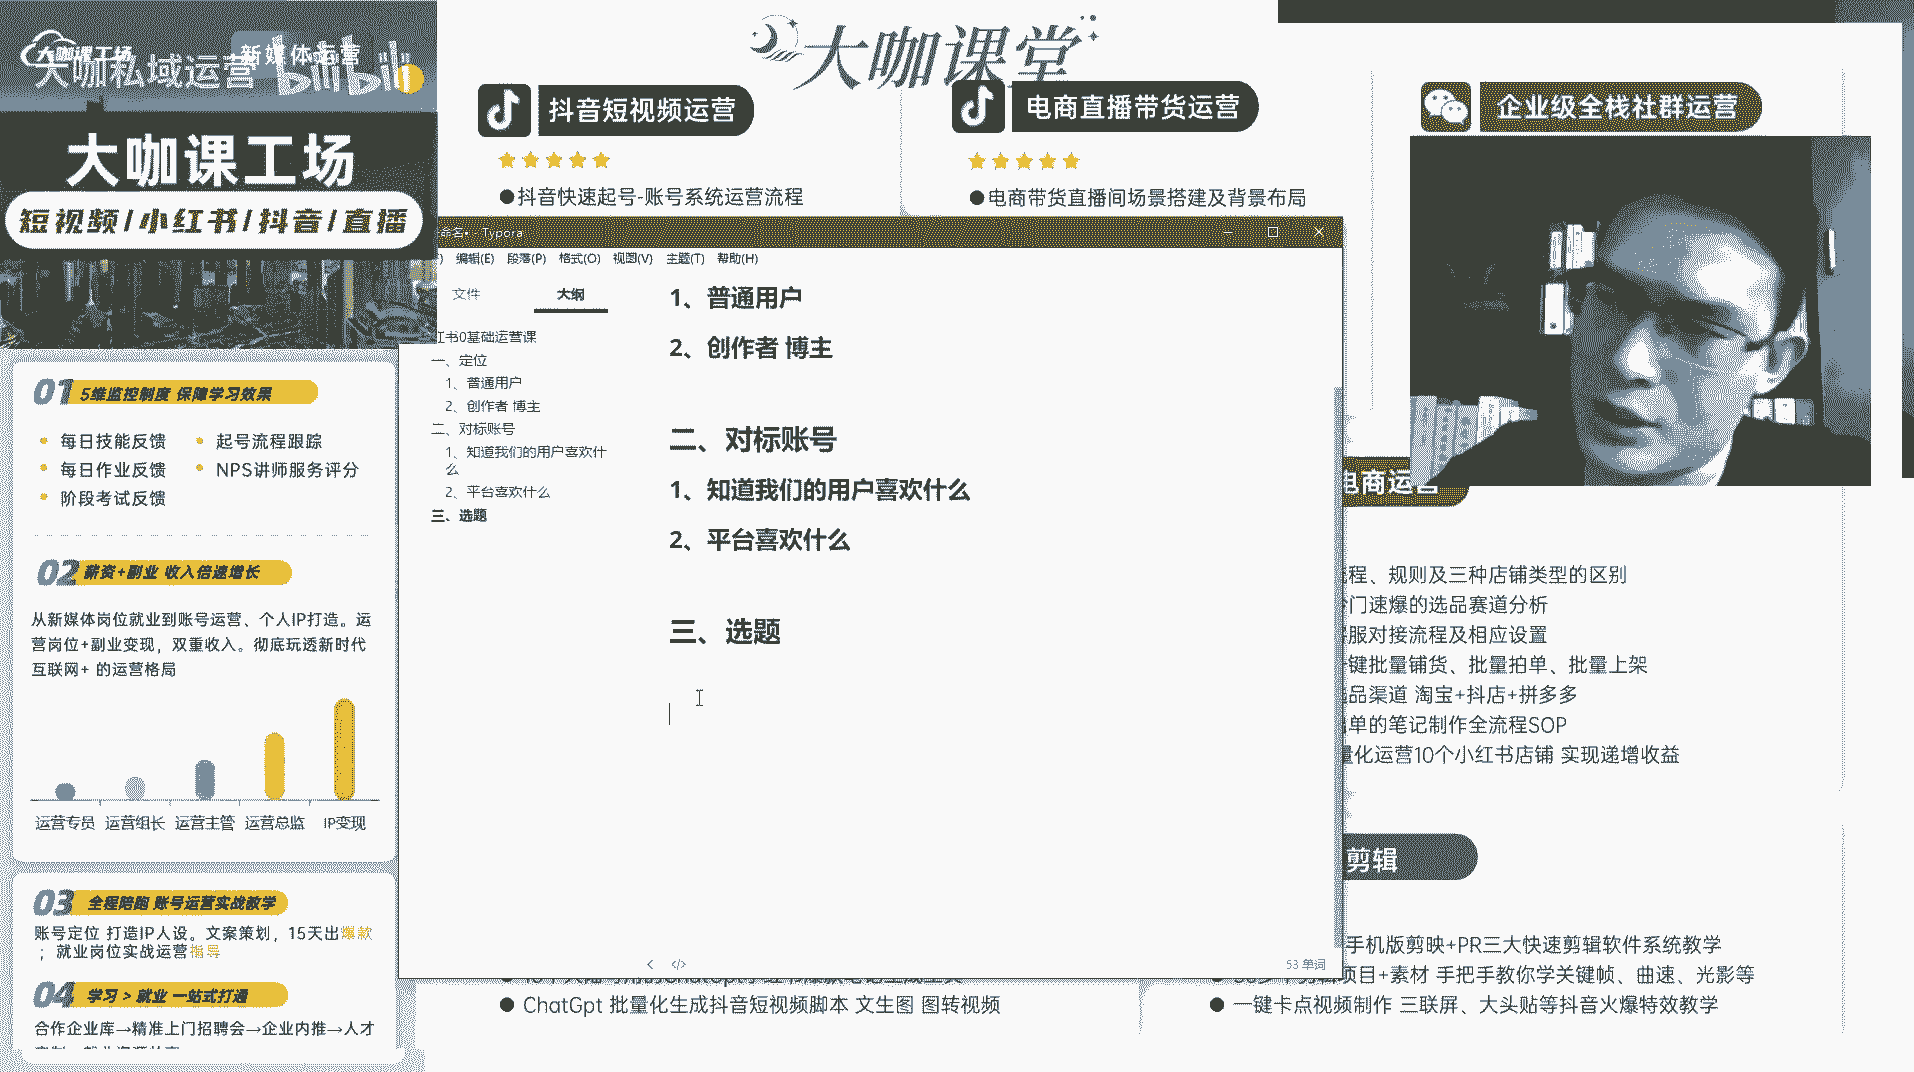 大咖课工场
新媒体运营
大咖私域运营
bilibili
大咖课工场
短视频/小红书/抖音/直播
01 5维监控制度 保障学习效果
每日技能反馈
起号流程跟踪
每日作业反馈
NPS讲师服务评分
阶段考试反馈
02 薪资+副业 收入倍速增长
从新媒体岗位就业到账号运营、个人IP打造。运
营岗位+副业变现，双重收入。彻底玩透新时代
互联网+ 的运营格局
运营专员 运营组长 运营主管 运营总监 IP变现
03 全程陪跑 账号运营实战教学
账号定位 打造IP人设。文案策划，15天出爆款
；就业岗位实战运营指导
04 学习 > 就业 一站式打通
合作企业库→精准上门招聘会→企业内推→人才
大咖课堂
抖音短视频运营
●抖音快速起号-账号系统运营流程
电商直播带货运营
●电商带货直播间场景搭建及背景布局
企业级全栈社群运营
命名• - Typora
编辑(E) 段落(P) 格式(O) 视图(V) 主题(T) 帮助(H)
文件 大纲
红书0基础运营课
一、定位
1、普通用户
2、创作者 博主
二、对标账号
1、知道我们的用户喜欢什
么
2、平台喜欢什么
三、选题
1、普通用户
2、创作者 博主
二、对标账号
1、知道我们的用户喜欢什么
2、平台喜欢什么
三、选题
53 单词
电商运营
程、规则及三种店铺类型的区别
门速爆的选品赛道分析
服对接流程及相应设置
键批量铺货、批量拍单、批量上架
品渠道 淘宝+抖店+拼多多
单的笔记制作全流程SOP
量化运营10个小红书店铺 实现递增收益
剪辑
手机版剪映+PR三大快速剪辑软件系统教学
项目+素材 手把手教你学关键帧、曲速、光影等
● 一键卡点视频制作 三联屏、大头贴等抖音火爆特效教学
● ChatGpt 批量化生成抖音短视频脚本 文生图 图转视频